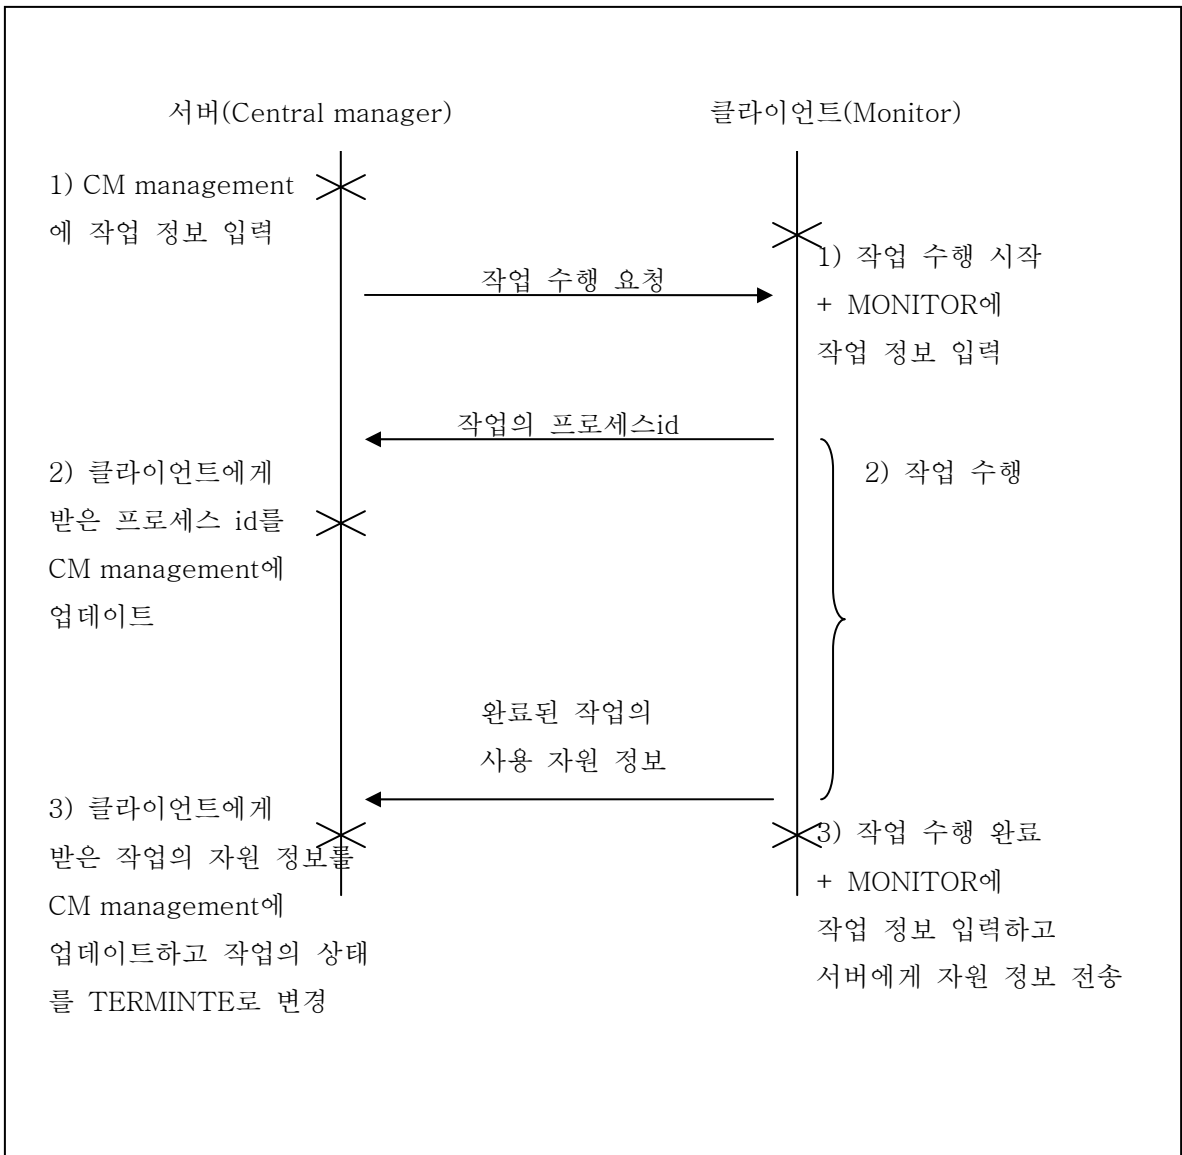 서버(Central manager)
클라이언트(Monitor)
1) CM management
에 작업 정보 입력
1) 작업 수행 시작
+ MONITOR에
작업 정보 입력
작업 수행 요청
작업의 프로세스id
2) 클라이언트에게
받은 프로세스 id를
CM management에
업데이트
2) 작업 수행
완료된 작업의
사용 자원 정보
3) 클라이언트에게
받은 작업의 자원 정보를
CM management에
업데이트하고 작업의 상태
를 TERMINTE로 변경
3) 작업 수행 완료
+ MONITOR에
작업 정보 입력하고
서버에게 자원 정보 전송